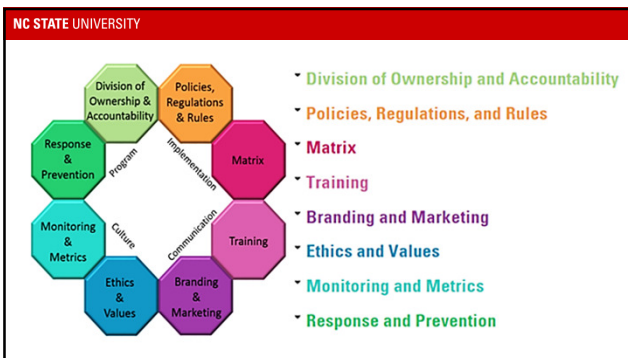 NC STATE UNIVERSITY
Division of
Ownership &
Accountability
Policies,
Regulations
& Rules
Response
&
Prevention
Matrix
Program
Implementation
Monitoring
&
Metrics
Training
Culture
Communication
Ethics
&
Values
Branding
&
Marketing
Division of Ownership and Accountability
Policies, Regulations, and Rules
Matrix
Training
Branding and Marketing
Ethics and Values
Monitoring and Metrics
Response and Prevention